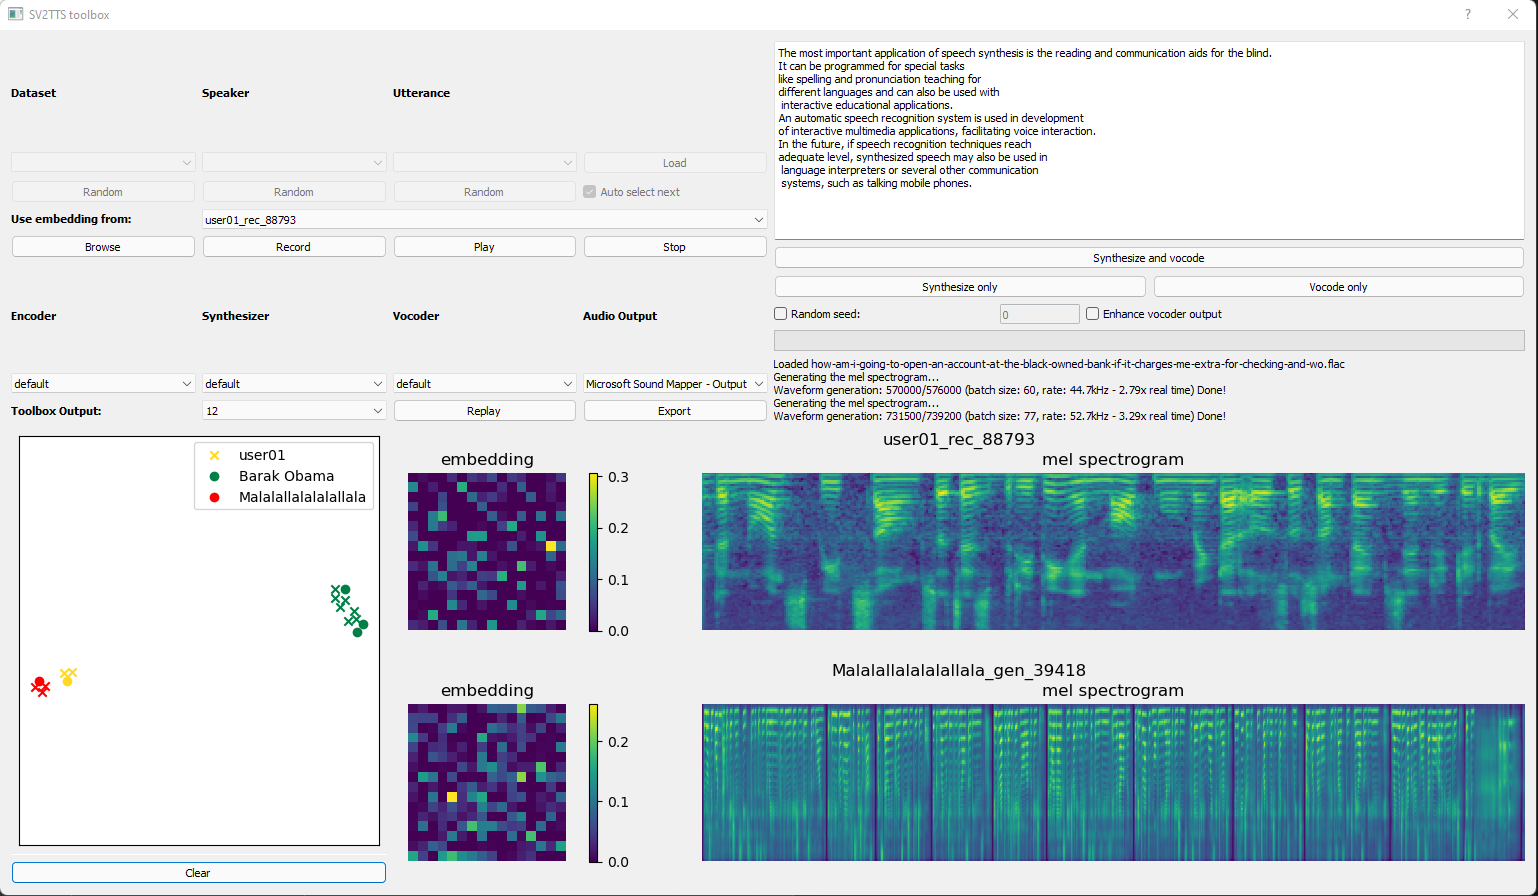 SV2TTS toolbox
?
Dataset
Speaker
Utterance
Load
Random
Random
Random
Auto select next
Use embedding from:
user01_rec_88793
Browse
Record
Play
Stop
Encoder
Synthesizer
Vocoder
Audio Output
default
default
default
Microsoft Sound Mapper - Output
Toolbox Output:
12
Replay
Export
The most important application of speech synthesis is the reading and communication aids for the blind.
It can be programmed for special tasks
like spelling and pronunciation teaching for
different languages and can also be used with
interactive educational applications.
An automatic speech recognition system is used in development
of interactive multimedia applications, facilitating voice interaction.
In the future, if speech recognition techniques reach
adequate level, synthesized speech may also be used in
language interpreters or several other communication
systems, such as talking mobile phones.
Synthesize and vocode
Synthesize only
Vocode only
Random seed:
0
Enhance vocoder output
Loaded how-am-i-going-to-open-an-account-at-the-black-owned-bank-if-it-charges-me-extra-for-checking-and-wo.flac
Generating the mel spectrogram...
Waveform generation: 570000/576000 (batch size: 60, rate: 44.7kHz - 2.79x real time) Done!
Generating the mel spectrogram...
Waveform generation: 731500/739200 (batch size: 77, rate: 52.7kHz - 3.29x real time) Done!
user01
Barak Obama
Malalallalalalallala
user01_rec_88793
embedding
mel spectrogram
0.3
0.2
0.1
0.0
Malalallalalalallala_gen_39418
embedding
mel spectrogram
0.2
0.1
0.0
Clear